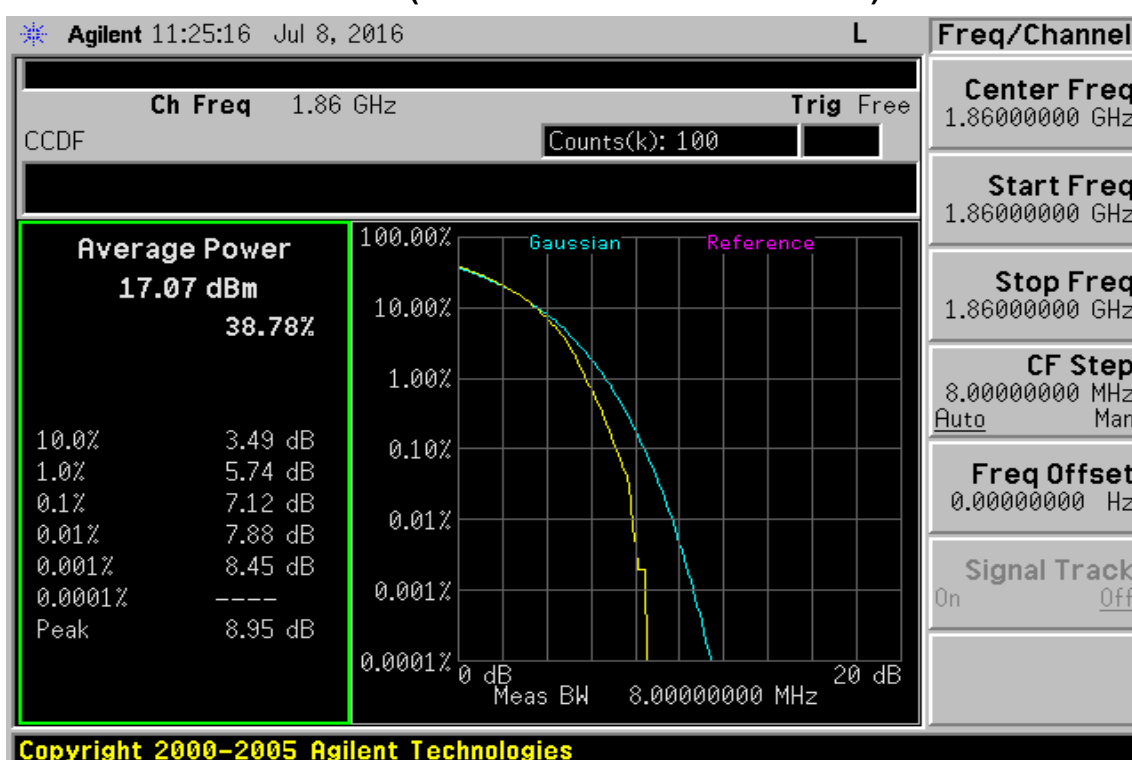 Agilent 11:25:16 Jul 8, 2016 L
Freq/Channel
Ch Freq 1.86 GHz Trig Free
CCDF Counts(k): 100
Average Power
17.07 dBm
38.78%
10.0% 3.49 dB
1.0% 5.74 dB
0.1% 7.12 dB
0.01% 7.88 dB
0.001% 8.45 dB
0.0001% ----
Peak 8.95 dB
Gaussian Reference
100.00%
10.00%
1.00%
0.10%
0.01%
0.001%
0.0001%
0 dB 20 dB
Meas BW 8.00000000 MHz
Center Freq
1.86000000 GHz
Start Freq
1.86000000 GHz
Stop Freq
1.86000000 GHz
CF Step
8.00000000 MHz
Auto Man
Freq Offset
0.00000000 Hz
Signal Track
On Off
Copyright 2000-2005 Agilent Technologies